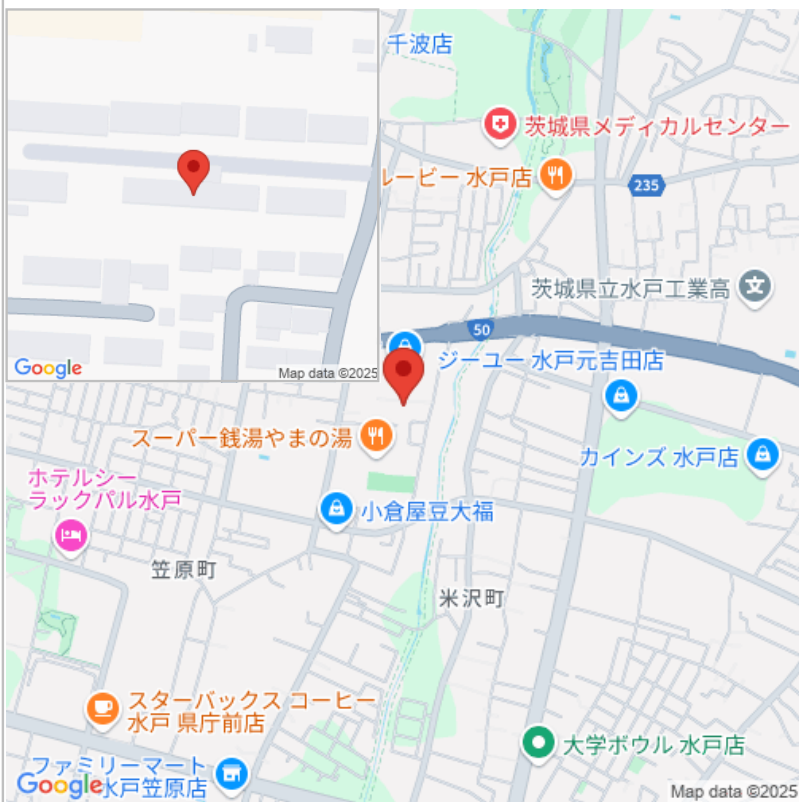 千波店
茨城県メディカルセンター
ルービー 水戸店
235
茨城県立水戸工業高
文
50
Google
Map data ©2025
ジーユー 水戸元吉田店
スーパー銭湯やまの湯
カインズ 水戸店
ホテルシー
ラックパル水戸
小倉屋豆大福
笠原町
米沢町
スターバックス コーヒー
水戸 県庁前店
大学ボウル 水戸店
ファミリーマート
水戸笠原店
Google
Map data ©2025